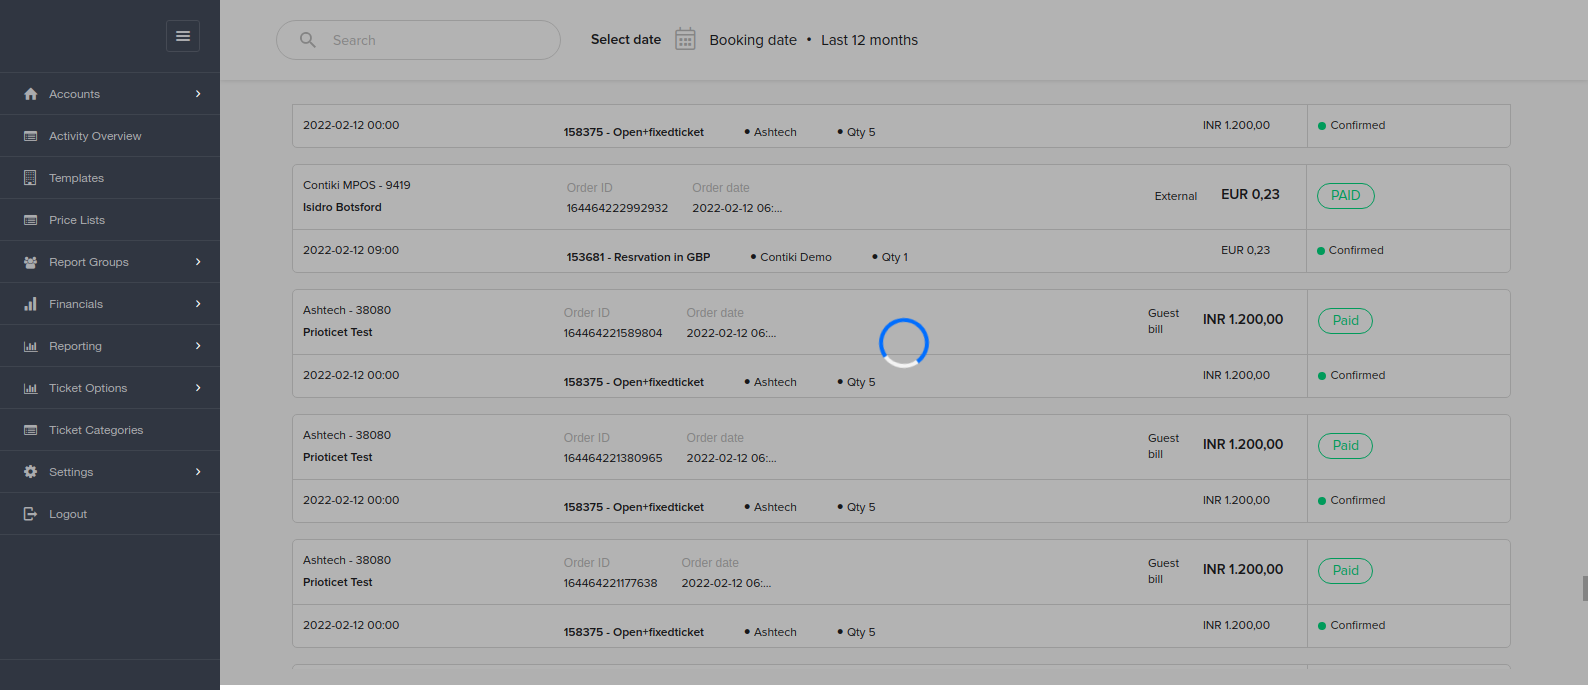 Search
Select date Booking date • Last 12 months
Accounts
Activity Overview
Templates
Price Lists
Report Groups
Financials
Reporting
Ticket Options
Ticket Categories
Settings
Logout
2022-02-12 00:00 158375 - Open+fixedticket • Ashtech • Qty 5 INR 1.200,00 Confirmed
Contiki MPOS - 9419 Order ID Order date External EUR 0,23 PAID
Isidro Botsford 164464222992932 2022-02-12 06:...
2022-02-12 09:00 153681 - Resrvation in GBP • Contiki Demo • Qty 1 EUR 0,23 Confirmed
Ashtech - 38080 Order ID Order date Guest bill INR 1.200,00 Paid
Prioticet Test 164464221589804 2022-02-12 06:...
2022-02-12 00:00 158375 - Open+fixedticket • Ashtech • Qty 5 INR 1.200,00 Confirmed
Ashtech - 38080 Order ID Order date Guest bill INR 1.200,00 Paid
Prioticet Test 164464221380965 2022-02-12 06:...
2022-02-12 00:00 158375 - Open+fixedticket • Ashtech • Qty 5 INR 1.200,00 Confirmed
Ashtech - 38080 Order ID Order date Guest bill INR 1.200,00 Paid
Prioticet Test 164464221177638 2022-02-12 06:...
2022-02-12 00:00 158375 - Open+fixedticket • Ashtech • Qty 5 INR 1.200,00 Confirmed